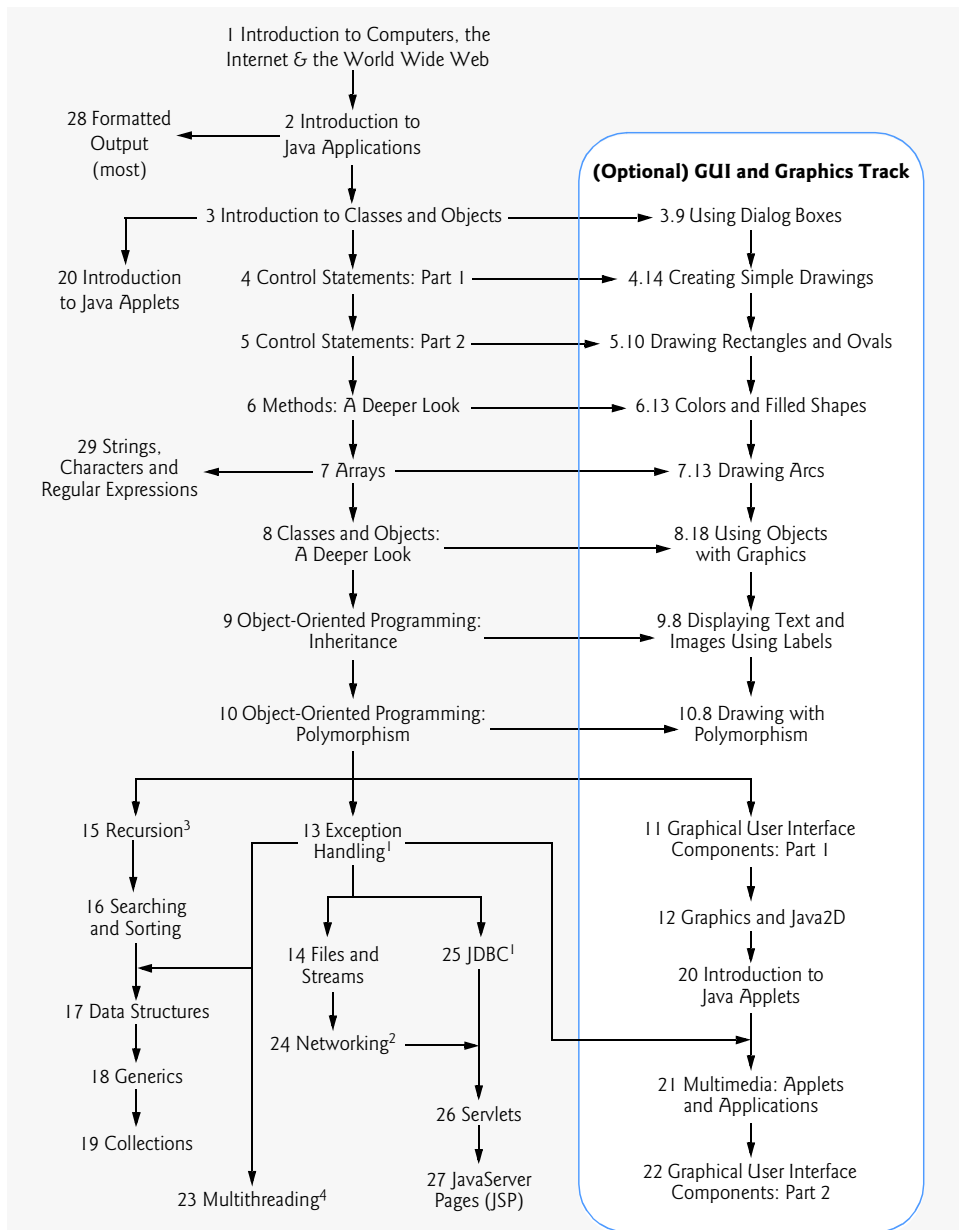 1 Introduction to Computers, the
Internet & the World Wide Web
28 Formatted
Output
(most)
2 Introduction to
Java Applications
(Optional) GUI and Graphics Track
3 Introduction to Classes and Objects
3.9 Using Dialog Boxes
20 Introduction
to Java Applets
4 Control Statements: Part 1
4.14 Creating Simple Drawings
5 Control Statements: Part 2
5.10 Drawing Rectangles and Ovals
6 Methods: A Deeper Look
6.13 Colors and Filled Shapes
29 Strings,
Characters and
Regular Expressions
7 Arrays
7.13 Drawing Arcs
8 Classes and Objects:
A Deeper Look
8.18 Using Objects
with Graphics
9 Object-Oriented Programming:
Inheritance
9.8 Displaying Text and
Images Using Labels
10 Object-Oriented Programming:
Polymorphism
10.8 Drawing with
Polymorphism
15 Recursion3
13 Exception
Handling1
11 Graphical User Interface
Components: Part 1
16 Searching
and Sorting
12 Graphics and Java2D
14 Files and
Streams
25 JDBC1
20 Introduction to
Java Applets
17 Data Structures
24 Networking2
18 Generics
21 Multimedia: Applets
and Applications
26 Servlets
19 Collections
23 Multithreading4
27 JavaServer
Pages (JSP)
22 Graphical User Interface
Components: Part 2